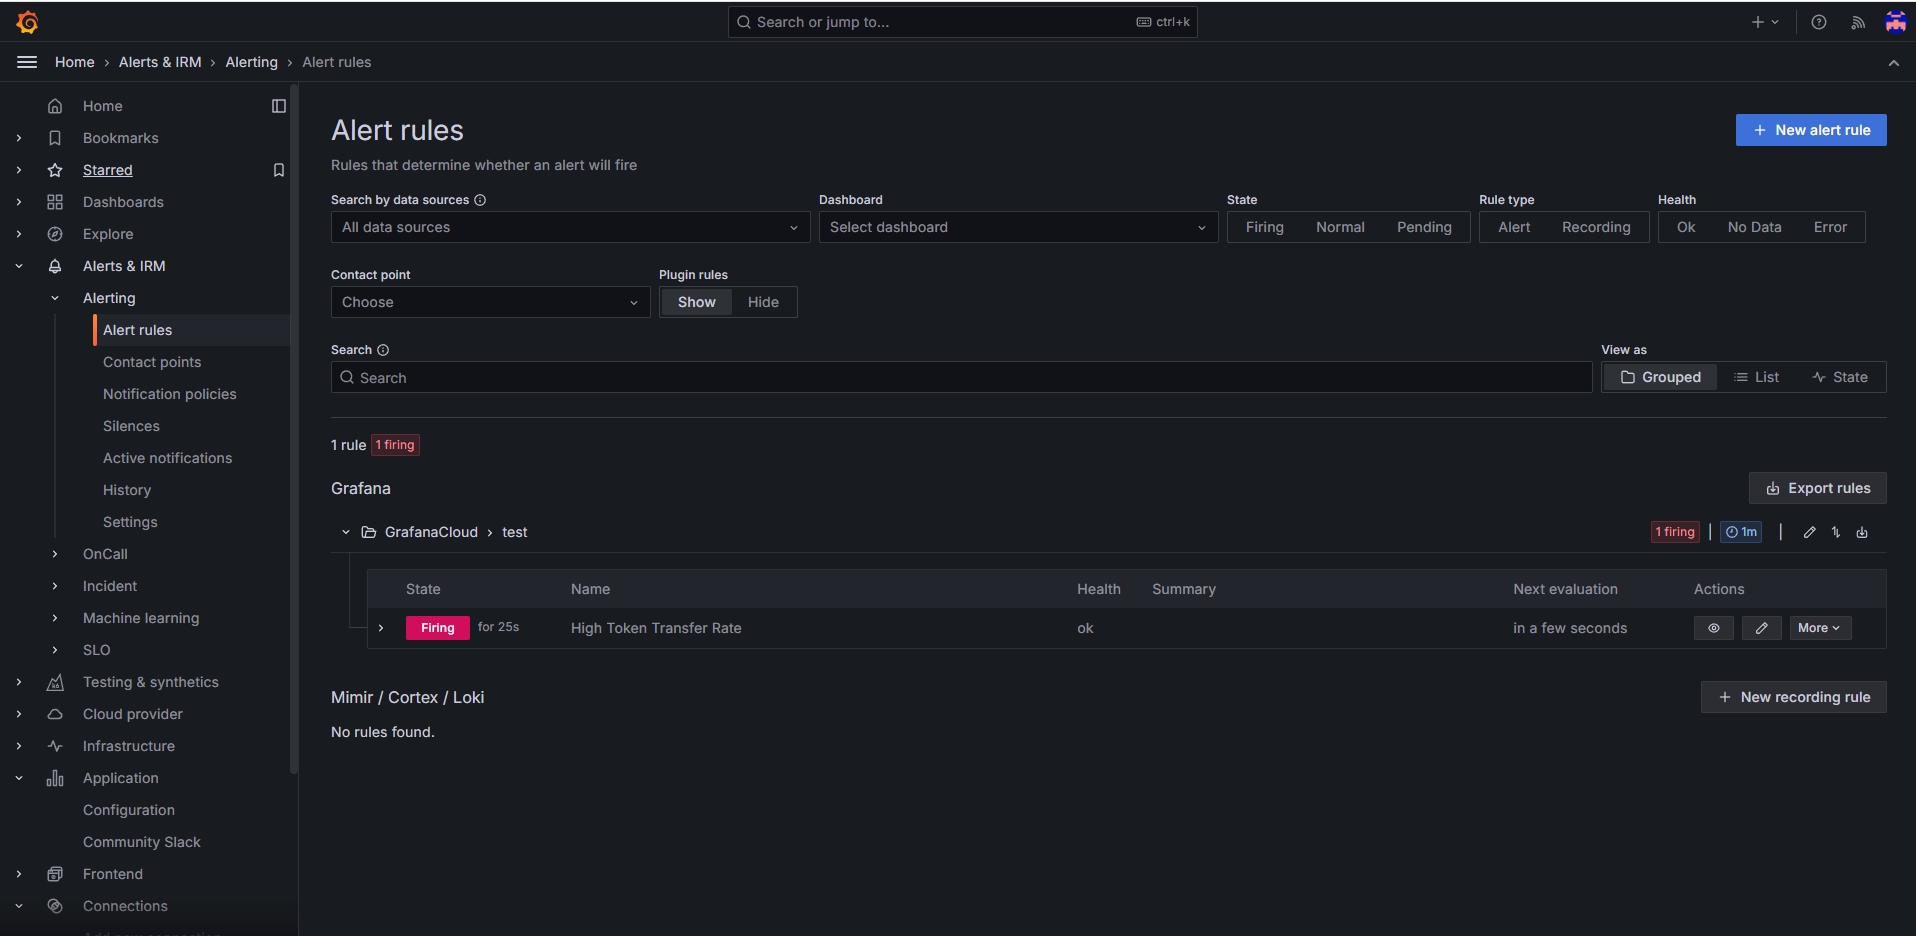 Search or jump to... ctrl+k
Home › Alerts & IRM › Alerting › Alert rules
Home
Bookmarks
Starred
Dashboards
Explore
Alerts & IRM
Alerting
Alert rules
Contact points
Notification policies
Silences
Active notifications
History
Settings
OnCall
Incident
Machine learning
SLO
Testing & synthetics
Cloud provider
Infrastructure
Application
Configuration
Community Slack
Frontend
Connections
Alert rules
New alert rule
Rules that determine whether an alert will fire
Search by data sources Dashboard State Rule type Health
All data sources Select dashboard Firing Normal Pending Alert Recording Ok No Data Error
Contact point Plugin rules
Choose Show Hide
Search View as
Search Grouped List State
1 rule 1 firing
Grafana Export rules
GrafanaCloud › test 1 firing | 1m |
State Name Health Summary Next evaluation Actions
Firing for 25s High Token Transfer Rate ok in a few seconds More
Mimir / Cortex / Loki New recording rule
No rules found.